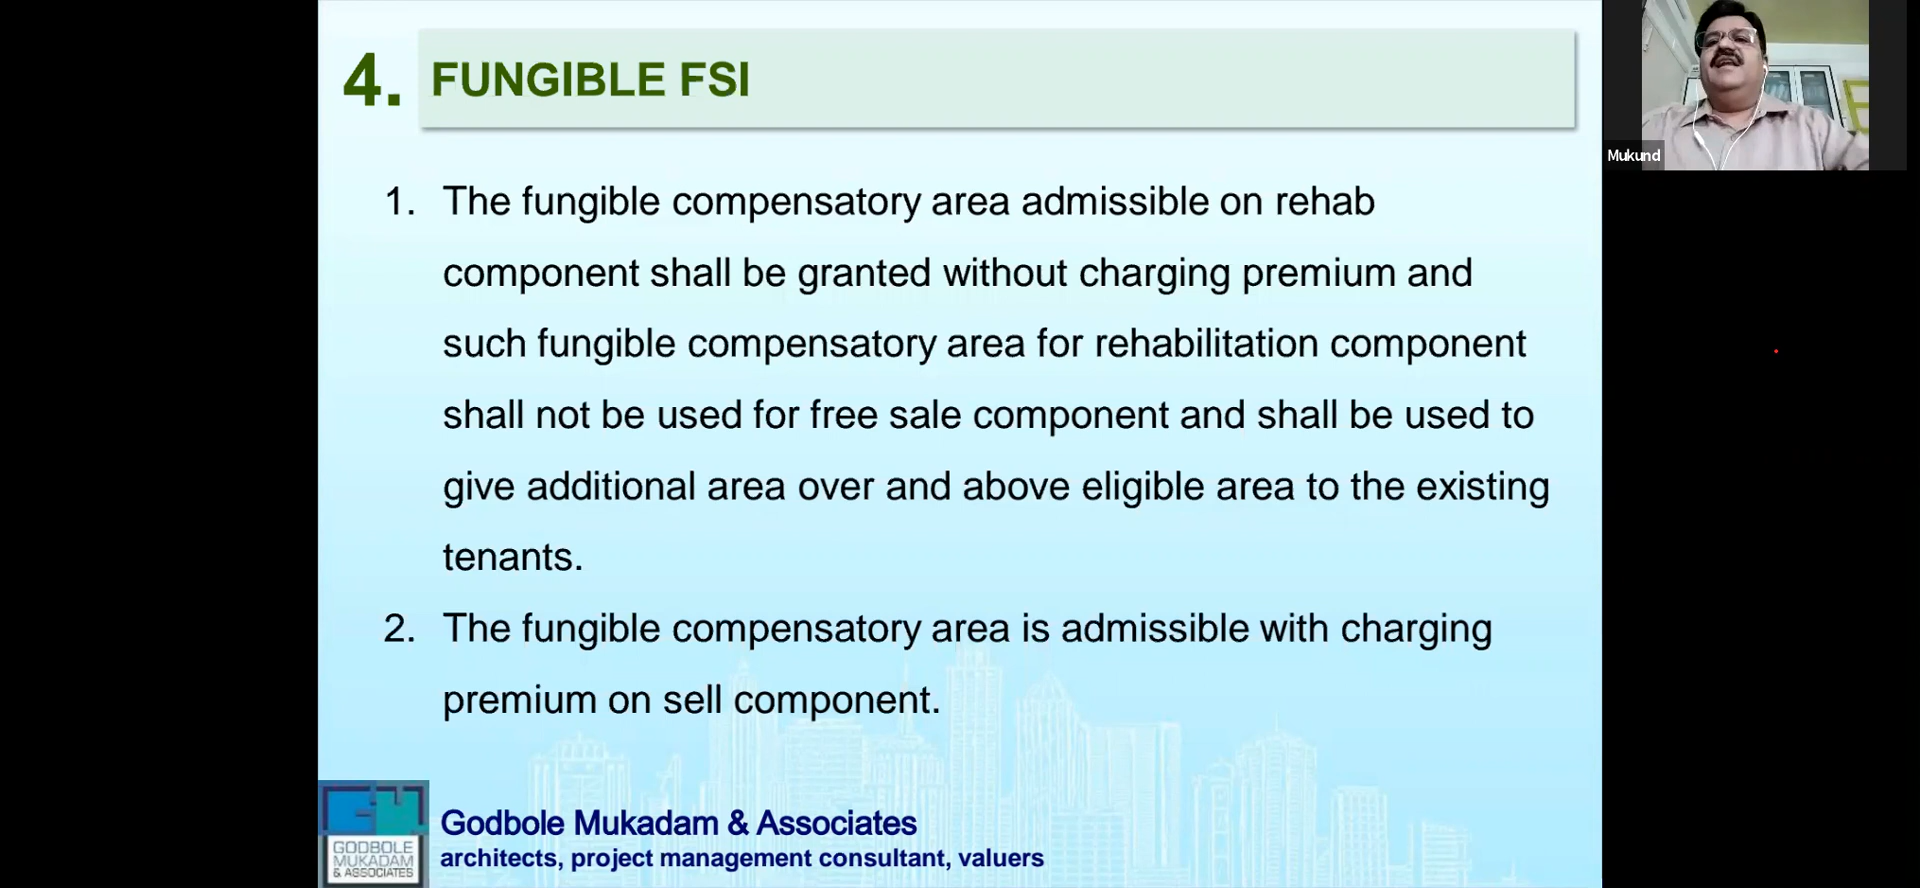 4. FUNGIBLE FSI
Mukund
1. The fungible compensatory area admissible on rehab
component shall be granted without charging premium and
such fungible compensatory area for rehabilitation component
shall not be used for free sale component and shall be used to
give additional area over and above eligible area to the existing
tenants.
2. The fungible compensatory area is admissible with charging
premium on sell component.
GODBOLE
MUKADAM
& ASSOCIATES
Godbole Mukadam & Associates
architects, project management consultant, valuers